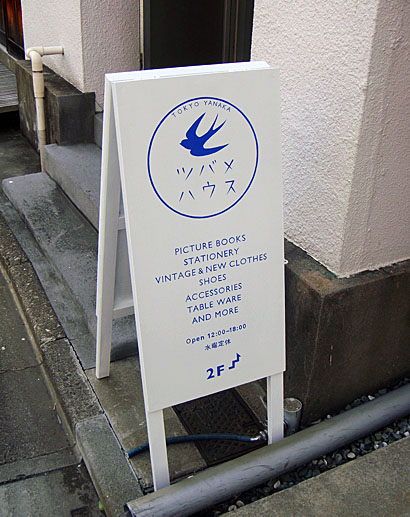 TOKYO YANAKA
ツバメ
ハウス
PICTURE BOOKS
STATIONERY
VINTAGE & NEW CLOTHES
SHOES
ACCESSORIES
TABLE WARE
AND MORE
Open 12:00-18:00
水曜定休
2F